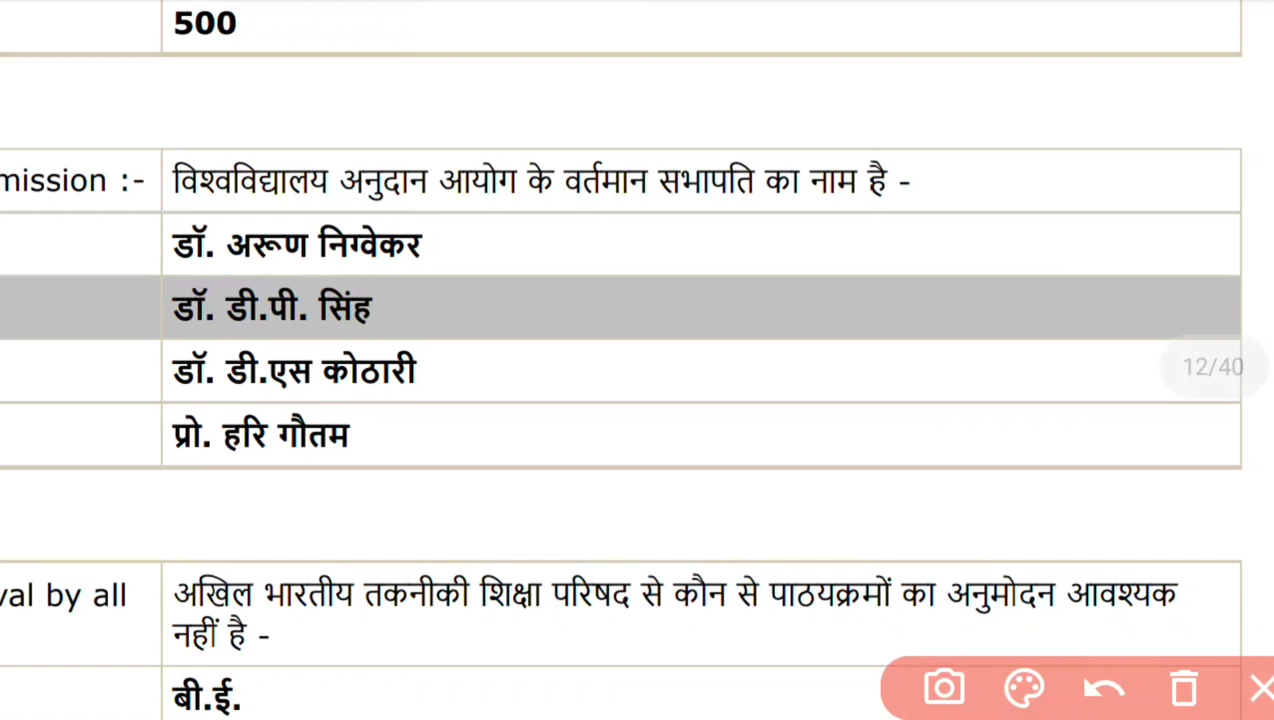 500
mission :- विश्वविद्यालय अनुदान आयोग के वर्तमान सभापति का नाम है -
डॉ. अरूण निग्वेकर
डॉ. डी.पी. सिंह
डॉ. डी.एस कोठारी
12/40
प्रो. हरि गौतम
val by all अखिल भारतीय तकनीकी शिक्षा परिषद से कौन से पाठयक्रमों का अनुमोदन आवश्यक
नहीं है -
बी.ई.